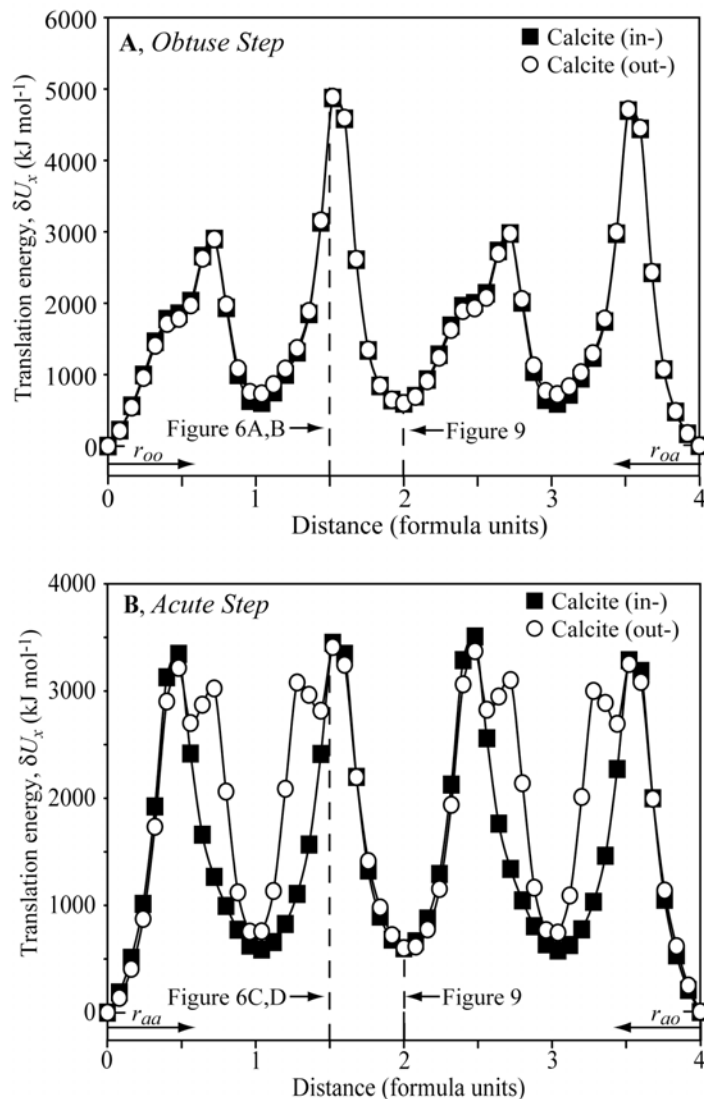 A, Obtuse Step
Calcite (in-)
Calcite (out-)
6000
5000
4000
3000
2000
1000
0
Translation energy, δUx (kJ mol-1)
Figure 6A,B
Figure 9
roo
roa
0 1 2 3 4
Distance (formula units)
B, Acute Step
Calcite (in-)
Calcite (out-)
4000
3000
2000
1000
0
Translation energy, δUx (kJ mol-1)
Figure 6C,D
Figure 9
raa
rao
0 1 2 3 4
Distance (formula units)